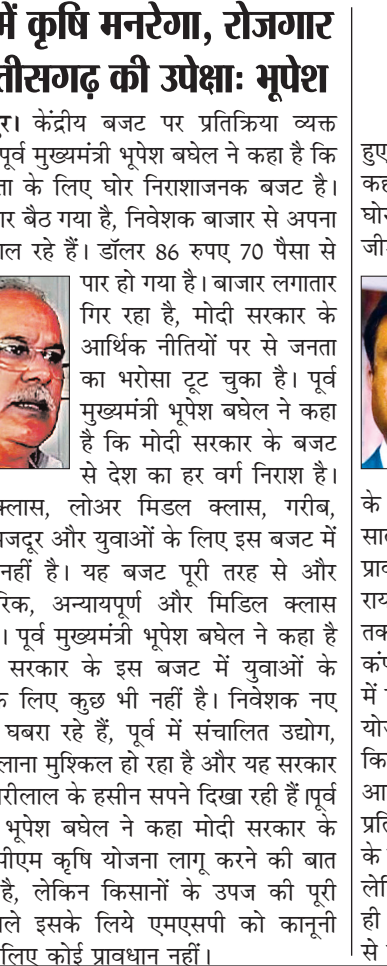 में कृषि मनरेगा, रोजगार
तीसगढ़ की उपेक्षाः भूपेश
पुर। केंद्रीय बजट पर प्रतिक्रिया व्यक्त
पूर्व मुख्यमंत्री भूपेश बघेल ने कहा है कि
ता के लिए घोर निराशाजनक बजट है।
ार बैठ गया है, निवेशक बाजार से अपना
ाल रहे हैं। डॉलर 86 रुपए 70 पैसा से
पार हो गया है। बाजार लगातार
गिर रहा है, मोदी सरकार के
आर्थिक नीतियों पर से जनता
का भरोसा टूट चुका है। पूर्व
मुख्यमंत्री भूपेश बघेल ने कहा
है कि मोदी सरकार के बजट
से देश का हर वर्ग निराश है।
क्लास, लोअर मिडल क्लास, गरीब,
मजदूर और युवाओं के लिए इस बजट में
नहीं है। यह बजट पूरी तरह से और
रिक, अन्यायपूर्ण और मिडिल क्लास
। पूर्व मुख्यमंत्री भूपेश बघेल ने कहा है
सरकार के इस बजट में युवाओं के
के लिए कुछ भी नहीं है। निवेशक नए
घबरा रहे हैं, पूर्व में संचालित उद्योग,
लाना मुश्किल हो रहा है और यह सरकार
रीलाल के हसीन सपने दिखा रही हैं।पूर्व
भूपेश बघेल ने कहा मोदी सरकार के
पीएम कृषि योजना लागू करने की बात
है, लेकिन किसानों के उपज की पूरी
ले इसके लिये एमएसपी को कानूनी
लिए कोई प्रावधान नहीं।
हुए
कह
घोर
के
प्रा
राय
तक
कंप
में
यो
कि
आ
प्रति
के
लेि
ही
से